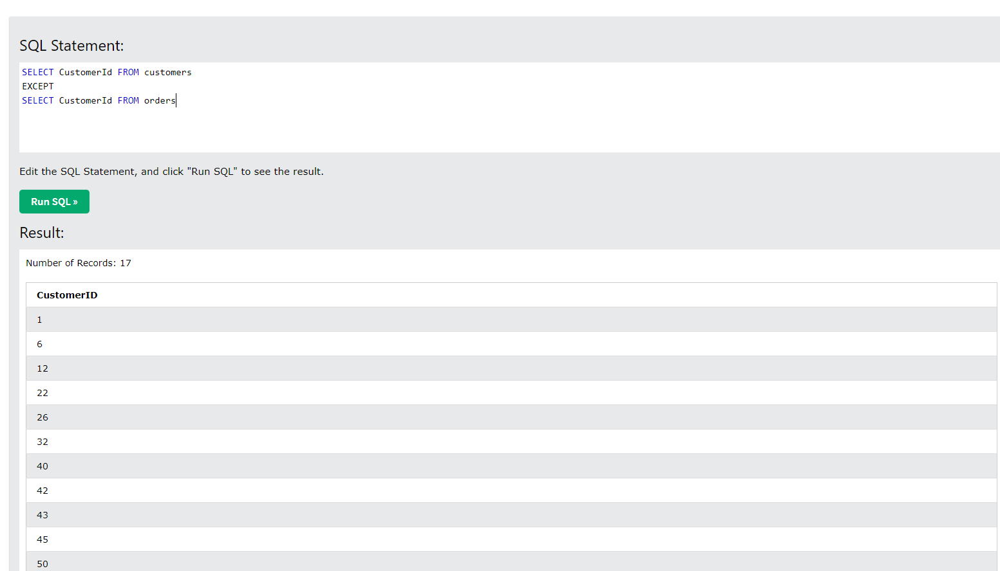 SQL Statement:
SELECT CustomerId FROM customers
EXCEPT
SELECT CustomerId FROM orders
Edit the SQL Statement, and click "Run SQL" to see the result.
Run SQL »
Result:
Number of Records: 17
CustomerID
1
6
12
22
26
32
40
42
43
45
50